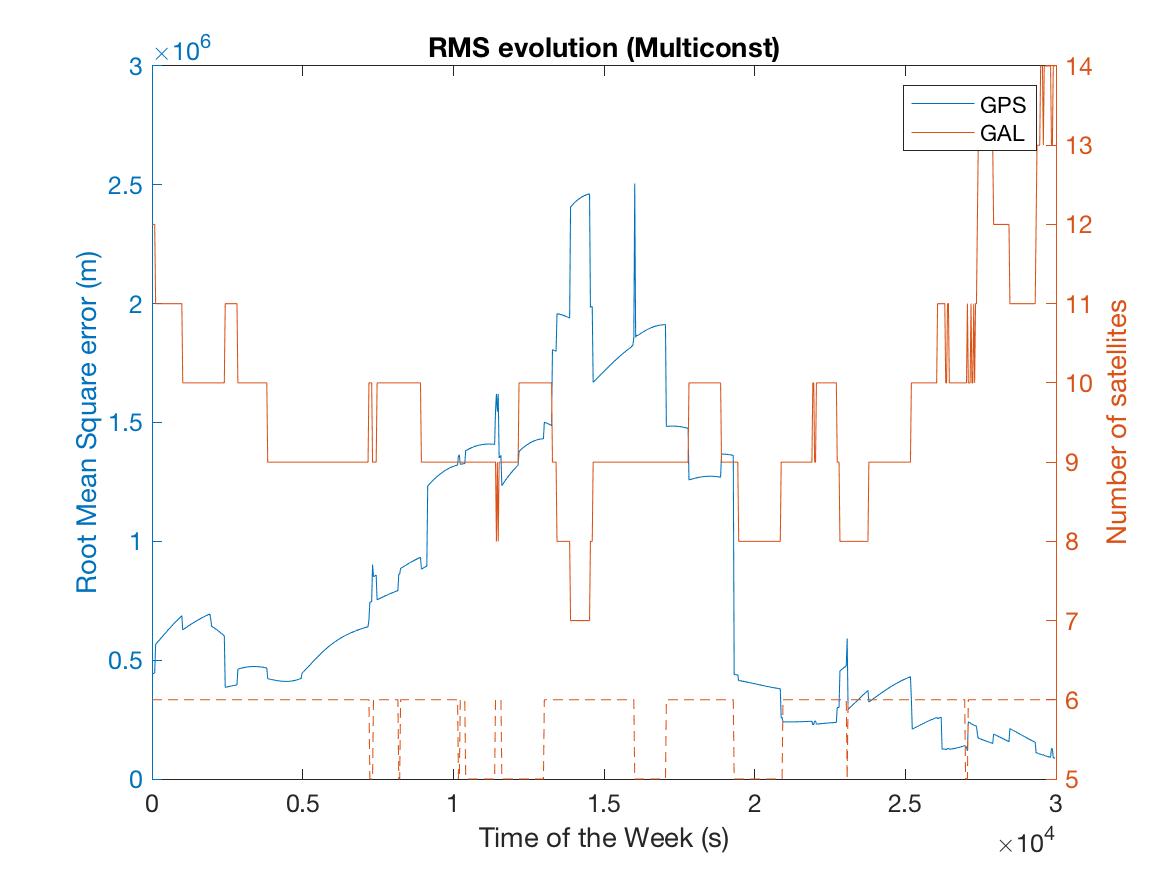 RMS evolution (Multiconst)
×10^6
3
2.5
2
1.5
1
0.5
0
Root Mean Square error (m)
GPS
GAL
14
13
12
11
10
9
8
7
6
5
Number of satellites
0 0.5 1 1.5 2 2.5 3
Time of the Week (s)
×10^4